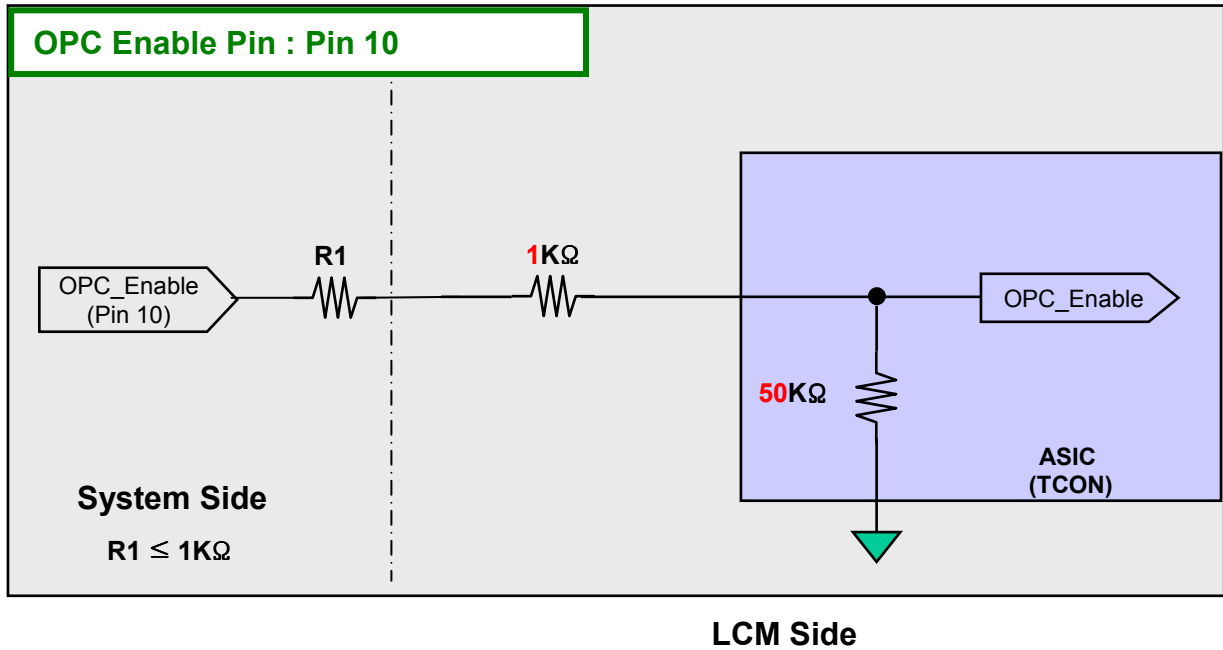 OPC Enable Pin : Pin 10
R1
1KΩ
OPC_Enable
(Pin 10)
OPC_Enable
50KΩ
ASIC
(TCON)
System Side
R1 ≤ 1KΩ
LCM Side